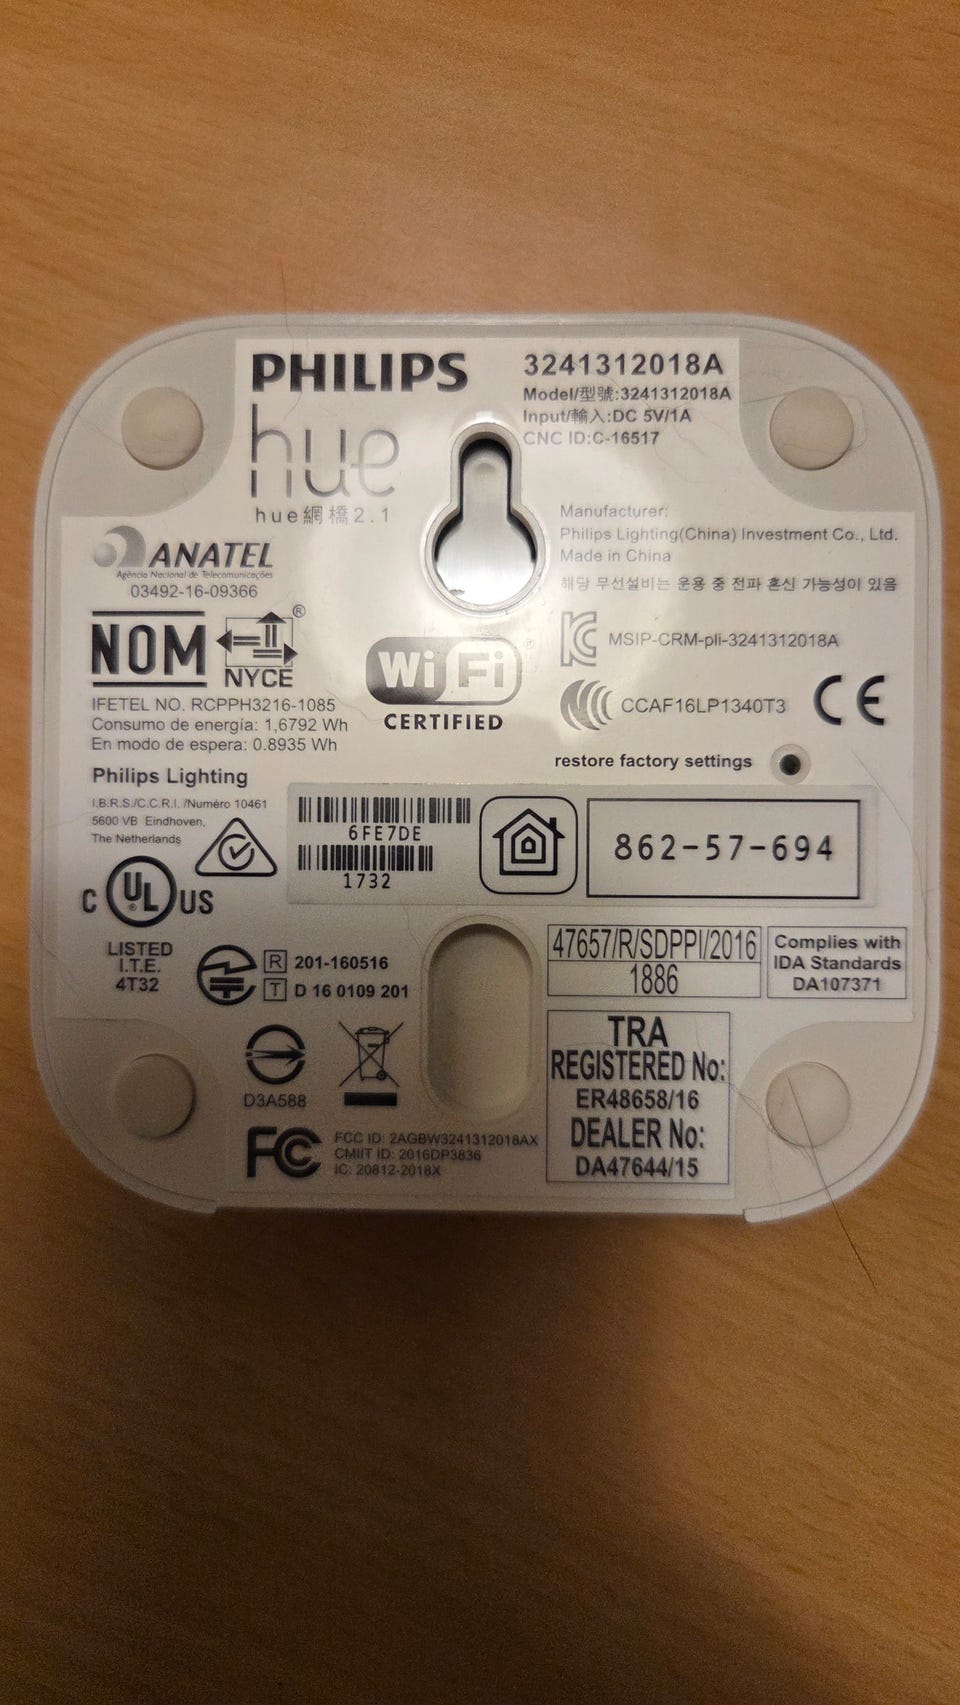 PHILIPS
hue
hue網橋2.1
3241312018A
Model/型號:3241312018A
Input/輸入:DC 5V/1A
CNC ID:C-16517
Manufacturer:
Philips Lighting(China) Investment Co., Ltd.
Made in China
해당 무선설비는 운용 중 전파 혼신 가능성이 있음
ANATEL
Agência Nacional de Telecomunicações
03492-16-09366
NOM
NYCE
®
IFETEL NO. RCPPH3216-1085
Consumo de energía: 1,6792 Wh
En modo de espera: 0.8935 Wh
Wi Fi
®
CERTIFIED
MSIP-CRM-pli-3241312018A
CCAF16LP1340T3
CE
restore factory settings
Philips Lighting
I.B.R.S./C.C.R.I. /Numéro 10461
5600 VB Eindhoven,
The Netherlands
6FE7DE
1732
862-57-694
C UL US
®
LISTED
I.T.E.
4T32
R 201-160516
T D 16 0109 201
47657/R/SDPPI/2016
1886
Complies with
IDA Standards
DA107371
D3A588
TRA
REGISTERED No:
ER48658/16
DEALER No:
DA47644/15
FC
FCC ID: 2AGBW3241312018AX
CMIIT ID: 2016DP3836
IC: 20812-2018X